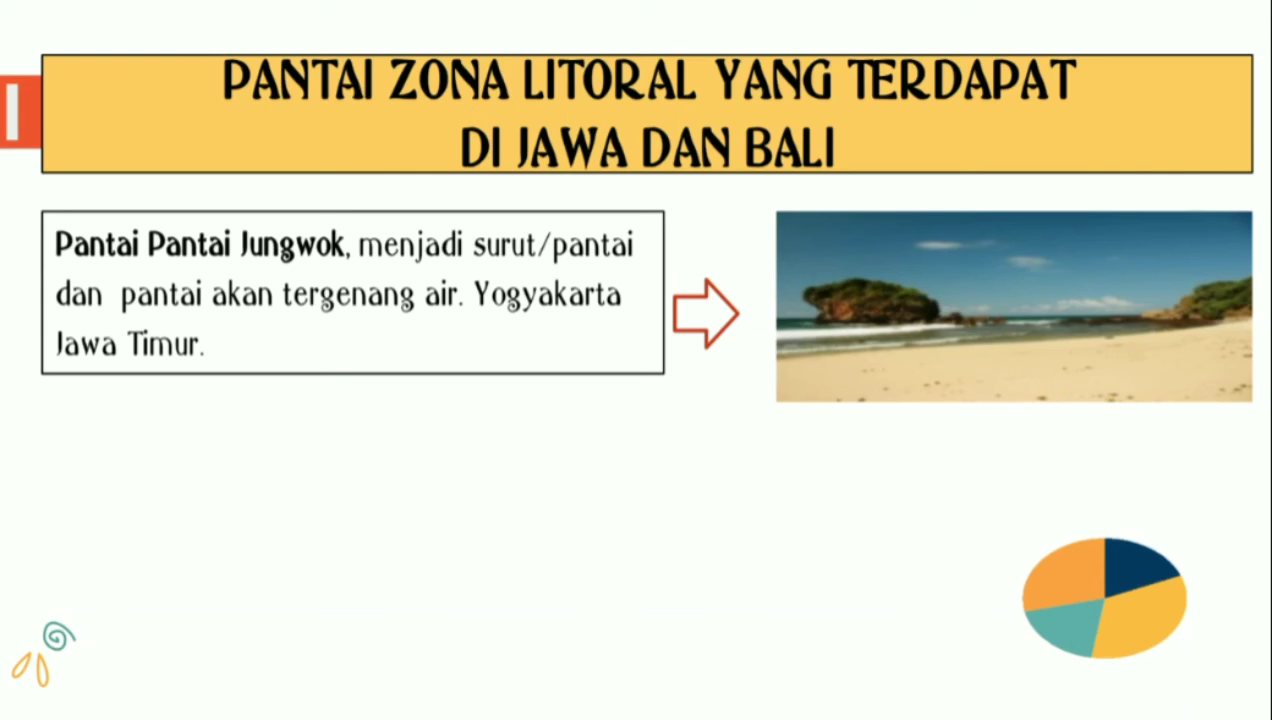 PANTAI ZONA LITORAL YANG TERDAPAT
DI JAWA DAN BALI
Pantai Pantai Jungwok, menjadi surut/pantai
dan pantai akan tergenang air. Yogyakarta
Jawa Timur.